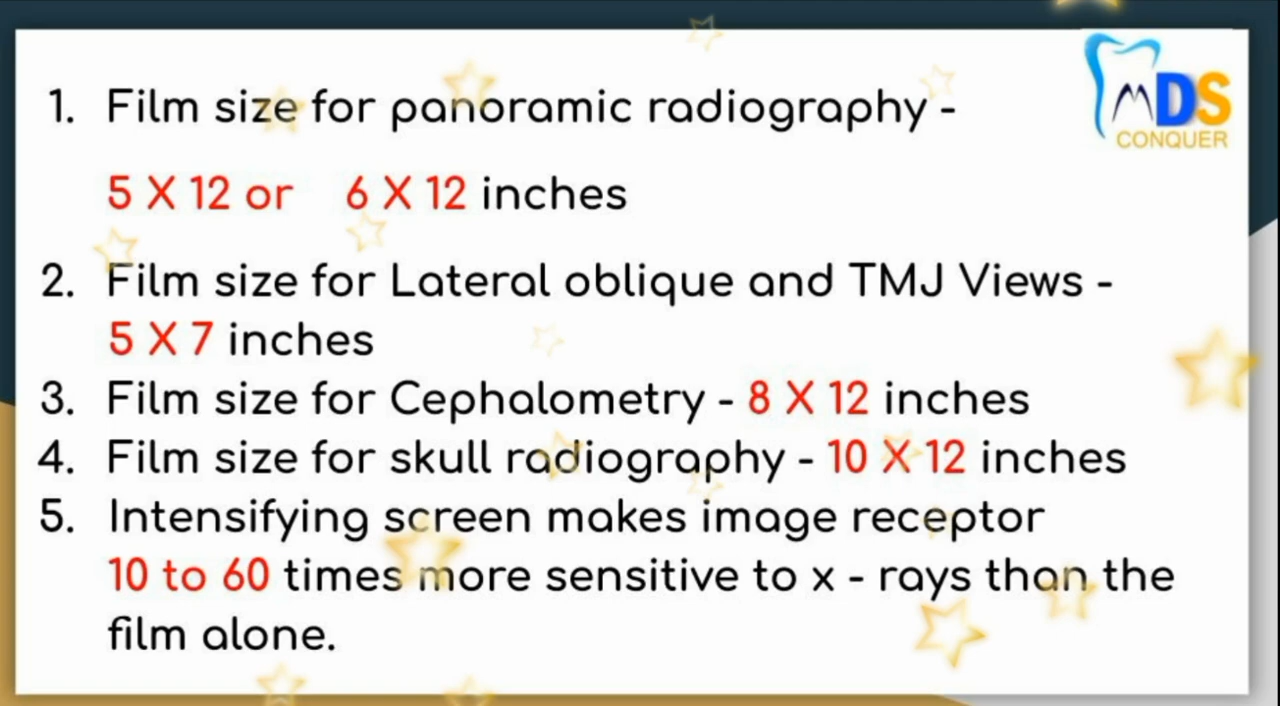 MDS
CONQUER
1. Film size for panoramic radiography -
5 X 12 or 6 X 12 inches
2. Film size for Lateral oblique and TMJ Views -
5 X 7 inches
3. Film size for Cephalometry - 8 X 12 inches
4. Film size for skull radiography - 10 X 12 inches
5. Intensifying screen makes image receptor
10 to 60 times more sensitive to x - rays than the
film alone.